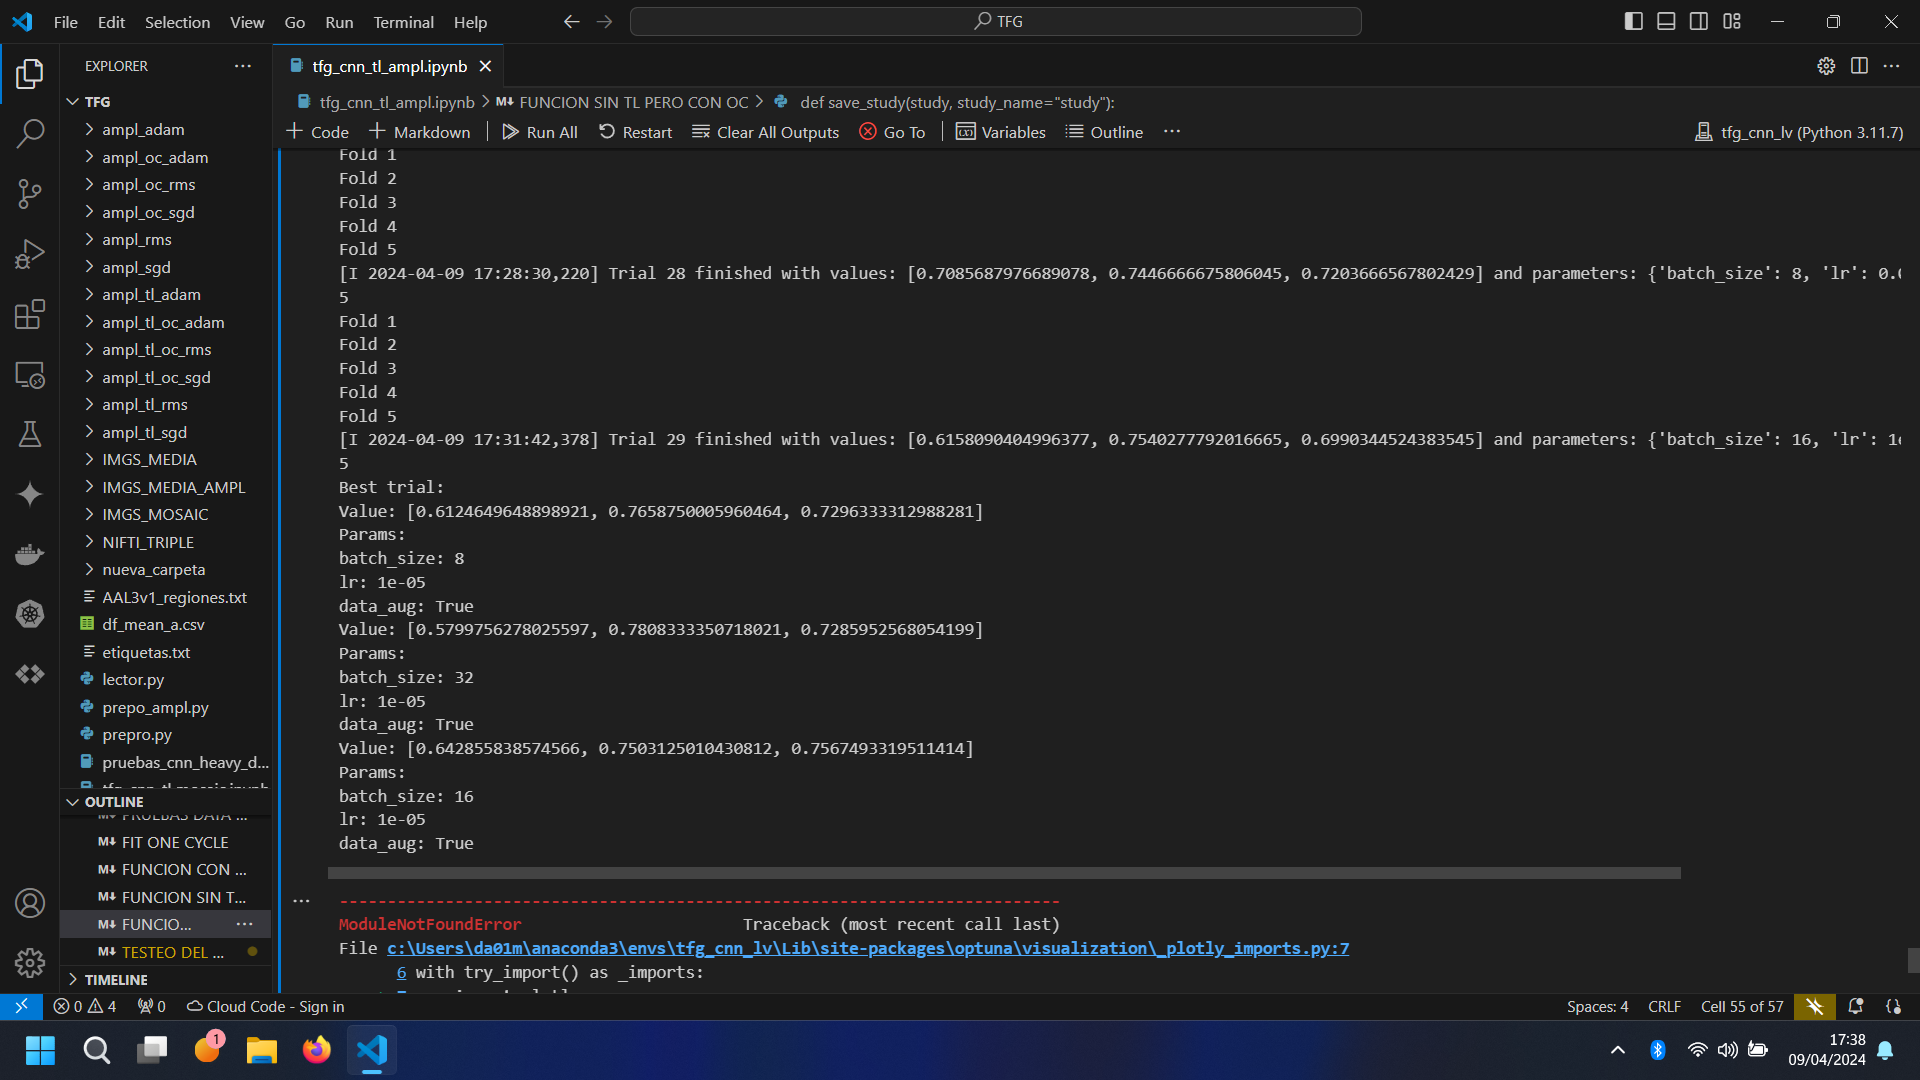 File Edit Selection View Go Run Terminal Help
TFG
EXPLORER
TFG
ampl_adam
ampl_oc_adam
ampl_oc_rms
ampl_oc_sgd
ampl_rms
ampl_sgd
ampl_tl_adam
ampl_tl_oc_adam
ampl_tl_oc_rms
ampl_tl_oc_sgd
ampl_tl_rms
ampl_tl_sgd
IMGS_MEDIA
IMGS_MEDIA_AMPL
IMGS_MOSAIC
NIFTI_TRIPLE
nueva_carpeta
AAL3v1_regiones.txt
df_mean_a.csv
etiquetas.txt
lector.py
prepo_ampl.py
prepro.py
pruebas_cnn_heavy_d...
OUTLINE
PRUEBAS DATA ...
FIT ONE CYCLE
FUNCION CON ...
FUNCION SIN T...
FUNCIO...
TESTEO DEL ...
TIMELINE
tfg_cnn_tl_ampl.ipynb
tfg_cnn_tl_ampl.ipynb > FUNCION SIN TL PERO CON OC > def save_study(study, study_name="study"):
Code Markdown Run All Restart Clear All Outputs Go To Variables Outline ... tfg_cnn_lv (Python 3.11.7)
Fold 1
Fold 2
Fold 3
Fold 4
Fold 5
[I 2024-04-09 17:28:30,220] Trial 28 finished with values: [0.7085687976689078, 0.7446666675806045, 0.7203666567802429] and parameters: {'batch_size': 8, 'lr': 0.0
5
Fold 1
Fold 2
Fold 3
Fold 4
Fold 5
[I 2024-04-09 17:31:42,378] Trial 29 finished with values: [0.6158090404996377, 0.7540277792016665, 0.6990344524383545] and parameters: {'batch_size': 16, 'lr': 1e
5
Best trial:
Value: [0.6124649648898921, 0.7658750005960464, 0.7296333312988281]
Params:
batch_size: 8
lr: 1e-05
data_aug: True
Value: [0.5799756278025597, 0.7808333350718021, 0.7285952568054199]
Params:
batch_size: 32
lr: 1e-05
data_aug: True
Value: [0.642855838574566, 0.7503125010430812, 0.7567493319511414]
Params:
batch_size: 16
lr: 1e-05
data_aug: True
---------------------------------------------------------------------------
ModuleNotFoundError Traceback (most recent call last)
File c:\Users\da01m\anaconda3\envs\tfg_cnn_lv\Lib\site-packages\optuna\visualization\_plotly_imports.py:7
6 with try_import() as _imports:
0 4 0 Cloud Code - Sign in Spaces: 4 CRLF Cell 55 of 57
1
17:38
09/04/2024